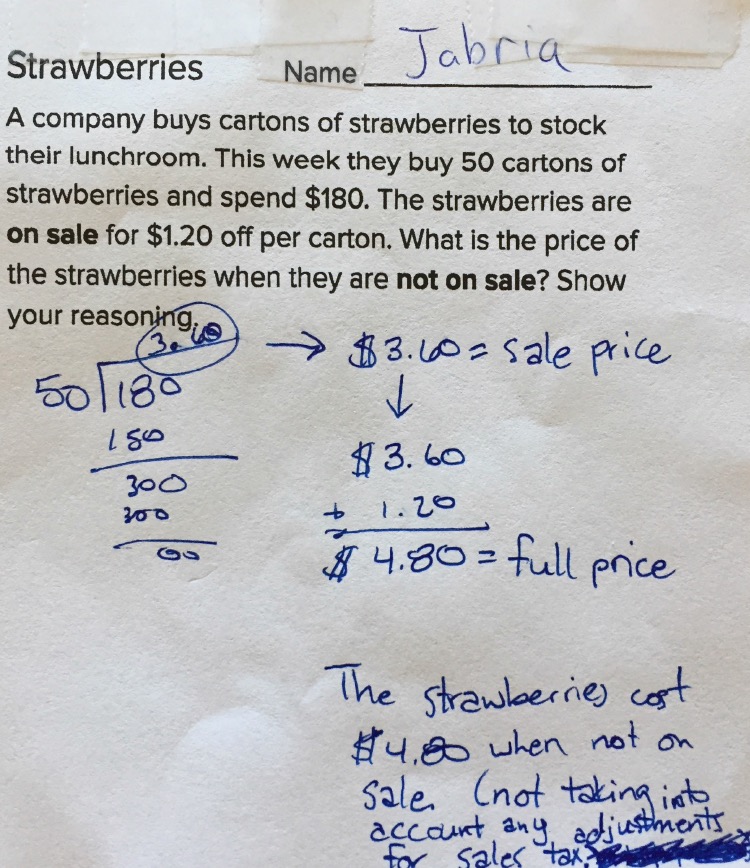 Strawberries Name Jabria
A company buys cartons of strawberries to stock
their lunchroom. This week they buy 50 cartons of
strawberries and spend $180. The strawberries are
on sale for $1.20 off per carton. What is the price of
the strawberries when they are not on sale? Show
your reasoning.
3.60 → $3.60 = sale price
50 180 ↓
150
300
300
00
$3.60
+ 1.20
$ 4.80 = full price
The strawberries cost
$4.80 when not on
sale. (not taking into
account any adjustments
for sales tax.